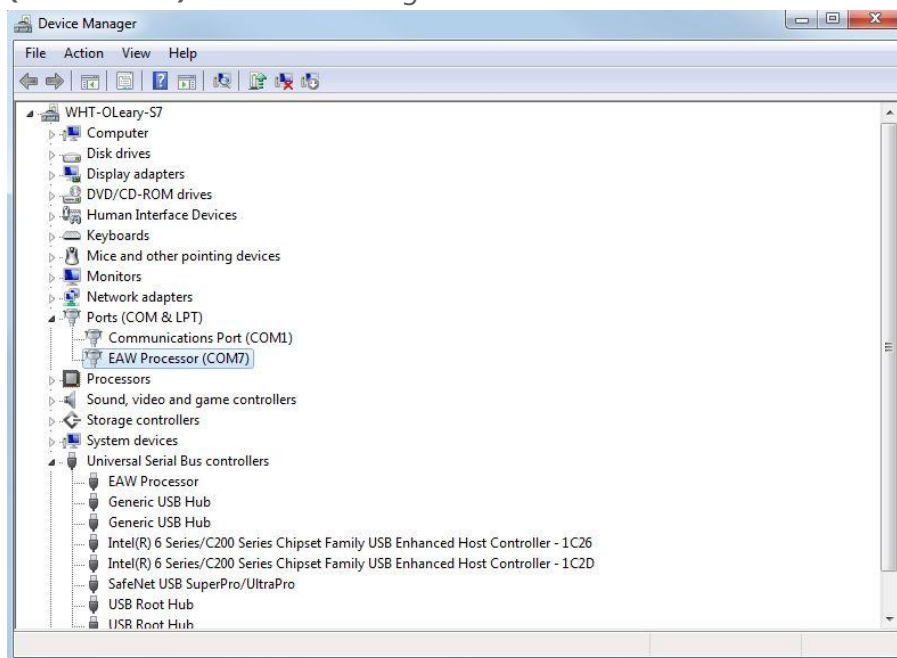 Device Manager
File Action View Help
WHT-OLeary-S7
Computer
Disk drives
Display adapters
DVD/CD-ROM drives
Human Interface Devices
Keyboards
Mice and other pointing devices
Monitors
Network adapters
Ports (COM & LPT)
Communications Port (COM1)
EAW Processor (COM7)
Processors
Sound, video and game controllers
Storage controllers
System devices
Universal Serial Bus controllers
EAW Processor
Generic USB Hub
Generic USB Hub
Intel(R) 6 Series/C200 Series Chipset Family USB Enhanced Host Controller - 1C26
Intel(R) 6 Series/C200 Series Chipset Family USB Enhanced Host Controller - 1C2D
SafeNet USB SuperPro/UltraPro
USB Root Hub
USB Root Hub